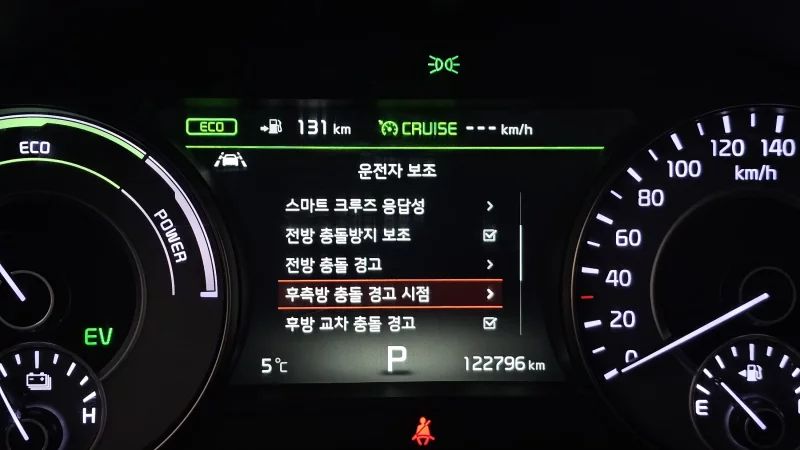 ECO 131 km CRUISE --- km/h
운전자 보조
스마트 크루즈 응답성
전방 충돌방지 보조
전방 충돌 경고
후측방 충돌 경고 시점
후방 교차 충돌 경고
5℃ P 122796 km
ECO
POWER
EV
H
140
120
km/h
100
80
60
40
20
0
E